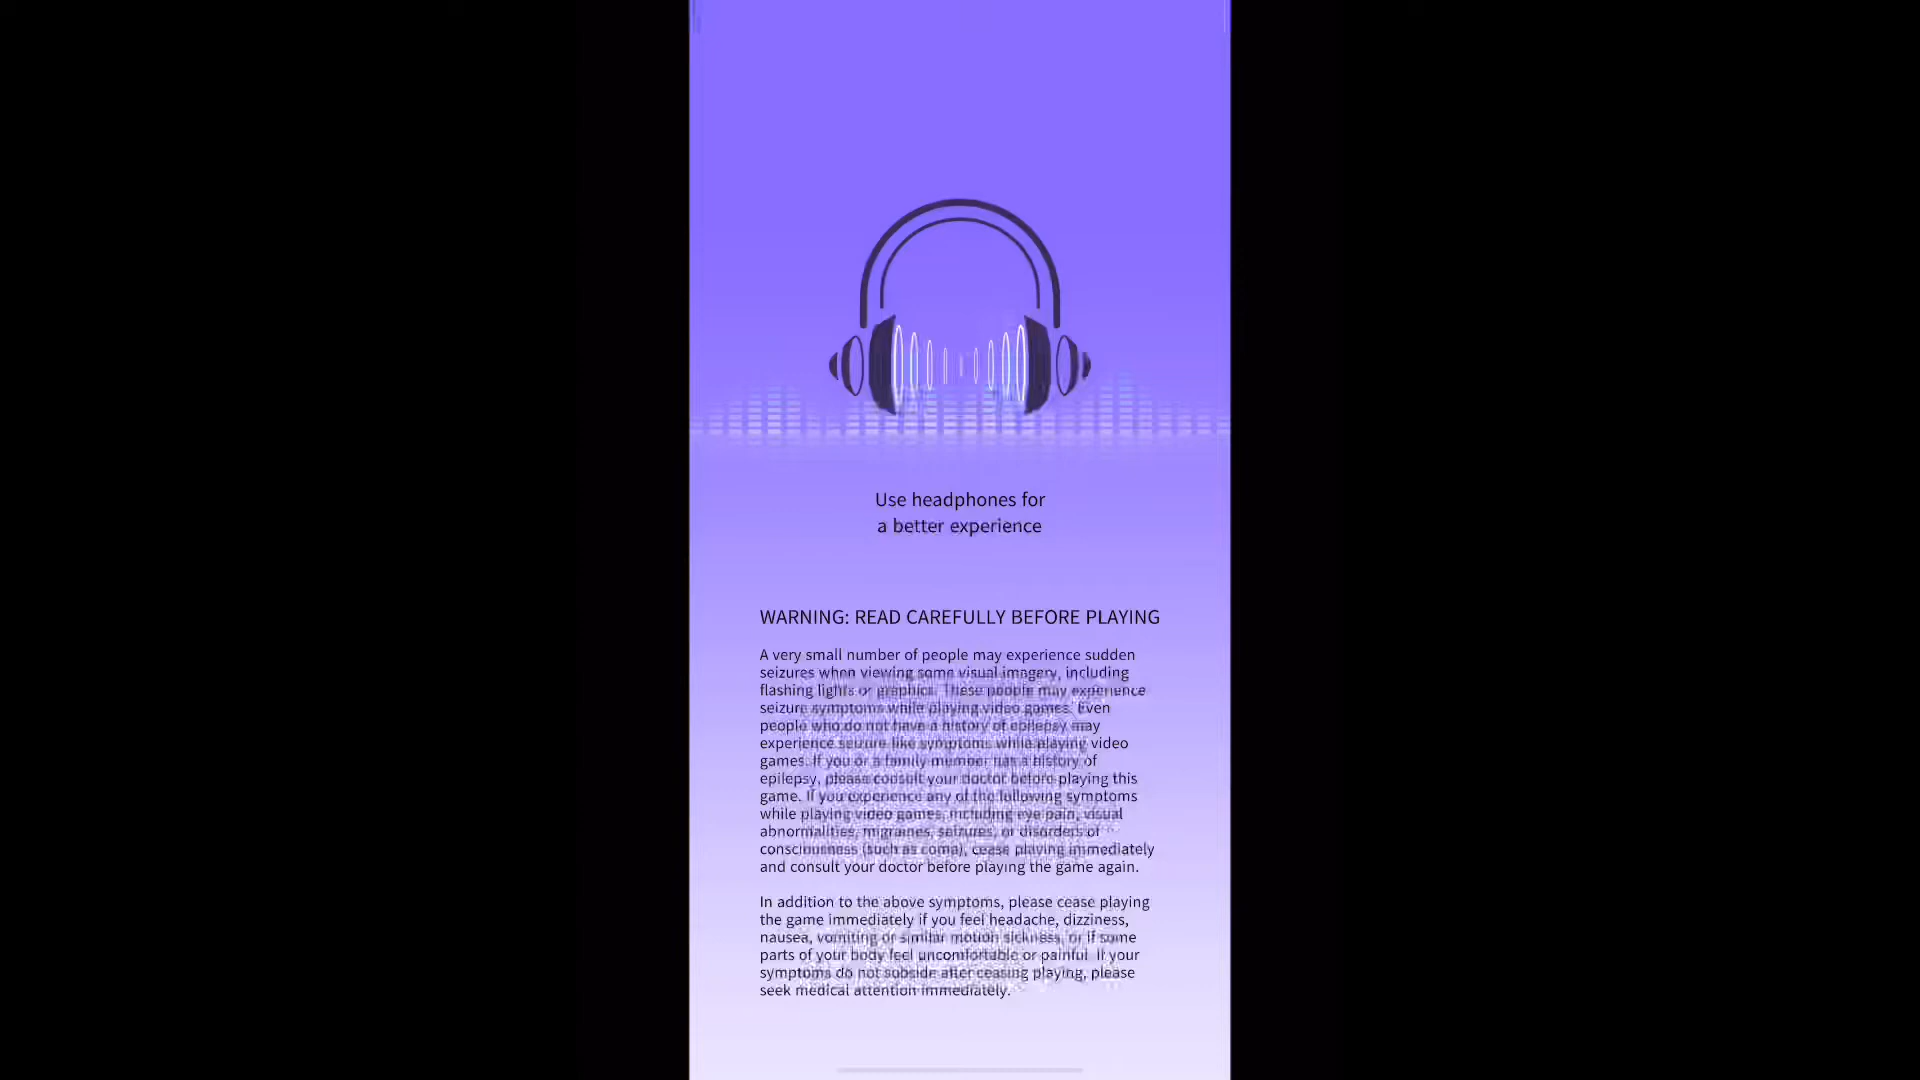 Use headphones for
a better experience
WARNING: READ CAREFULLY BEFORE PLAYING
A very small number of people may experience sudden
seizures when viewing some visual imagery, including
flashing lights or graphics. These people may experience
seizure symptoms while playing video games. Even
people who do not have a history of epilepsy may
experience seizure like symptoms while playing video
games. If you or a family member has a history of
epilepsy, please consult your doctor before playing this
game. If you experience any of the following symptoms
while playing video games, including eye pain, visual
abnormalities, migraines, seizures, or disorders of
consciousness (such as coma), cease playing immediately
and consult your doctor before playing the game again.
In addition to the above symptoms, please cease playing
the game immediately if you feel headache, dizziness,
nausea, vomiting or similar motion sickness, or if some
parts of your body feel uncomfortable or painful. If your
symptoms do not subside after ceasing playing, please
seek medical attention immediately.